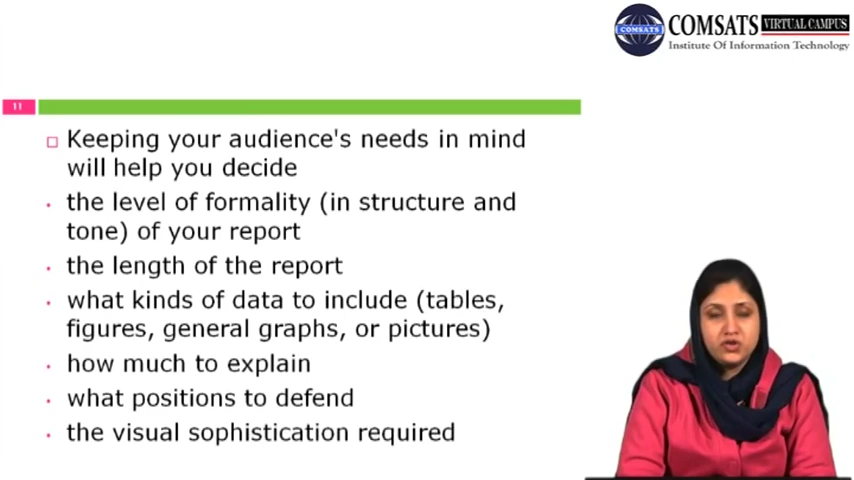 COMSATS
COMSATS VIRTUAL CAMPUS
Institute Of Information Technology
11
Keeping your audience's needs in mind
will help you decide
the level of formality (in structure and
tone) of your report
the length of the report
what kinds of data to include (tables,
figures, general graphs, or pictures)
how much to explain
what positions to defend
the visual sophistication required